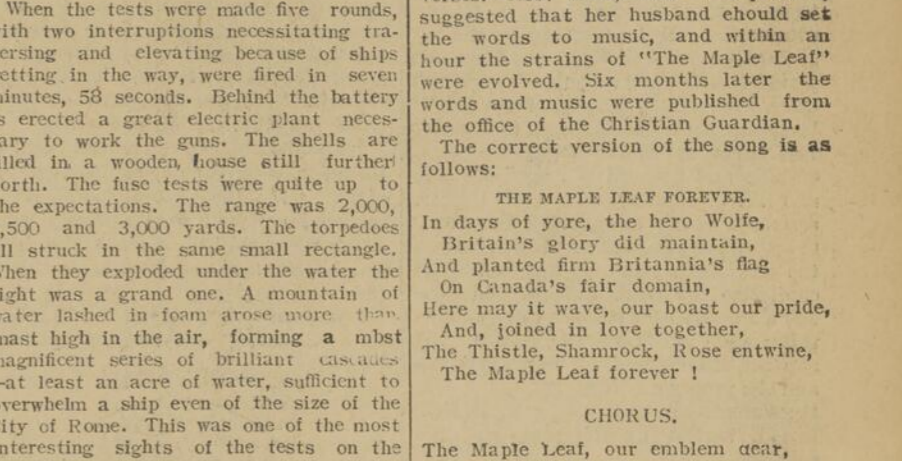 When the tests were made five rounds,
ith two interruptions necessitating tra-
ersing and elevating because of ships
etting in the way, were fired in seven
inutes, 58 seconds. Behind the battery
s erected a great electric plant neces-
ary to work the guns. The shells are
lled in a wooden house still further
orth. The fuse tests were quite up to
he expectations. The range was 2,000,
,500 and 3,000 yards. The torpedoes
ll struck in the same small rectangle.
hen they exploded under the water the
ight was a grand one. A mountain of
ater lashed in foam arose more than
mast high in the air, forming a mbst
agnificent series of brilliant cascades
-at least an acre of water, sufficient to
verwhelm a ship even of the size of the
ity of Rome. This was one of the most
nteresting sights of the tests on the
suggested that her husband ehould set
the words to music, and within an
hour the strains of "The Maple Leaf"
were evolved. Six months later the
words and music were published from
the office of the Christian Guardian.
The correct version of the song is as
follows:
THE MAPLE LEAF FOREVER.
In days of yore, the hero Wolfe,
Britain's glory did maintain,
And planted firm Britannia's flag
On Canada's fair domain,
Here may it wave, our boast our pride,
And, joined in love together,
The Thistle, Shamrock, Rose entwine,
The Maple Leaf forever !
CHORUS.
The Maple Leaf, our emblem dear,